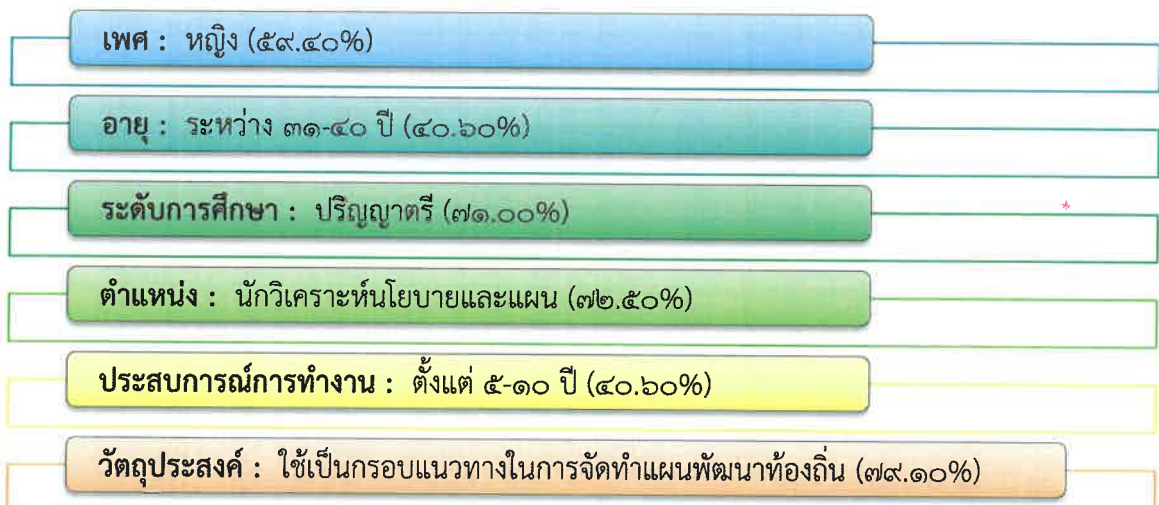 เพศ : หญิง (๕๙.๔๐%)
อายุ : ระหว่าง ๓๑-๔๐ ปี (๔๐.๖๐%)
ระดับการศึกษา : ปริญญาตรี (๗๑.๐๐%)
ตำแหน่ง : นักวิเคราะห์นโยบายและแผน (๗๒.๕๐%)
ประสบการณ์การทำงาน : ตั้งแต่ ๕-๑๐ ปี (๔๐.๖๐%)
วัตถุประสงค์ : ใช้เป็นกรอบแนวทางในการจัดทำแผนพัฒนาท้องถิ่น (๗๙.๑๐%)